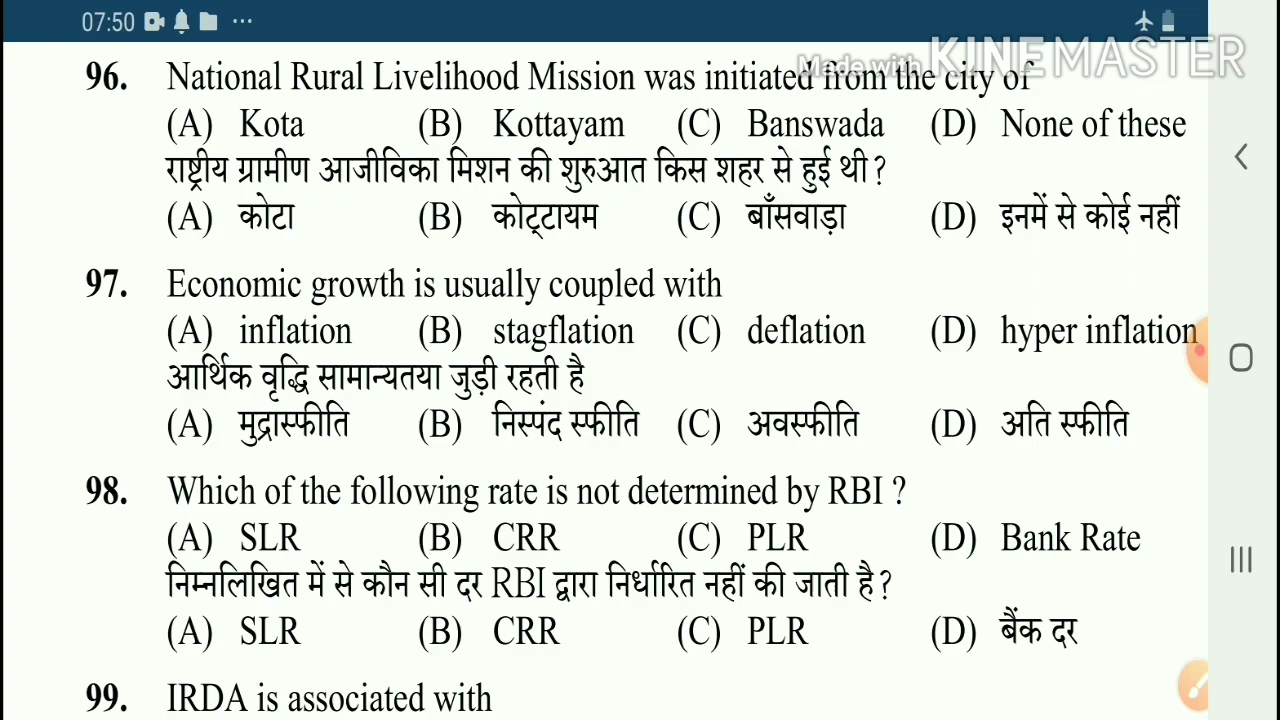 07:50
Made with KINEMASTER
96. National Rural Livelihood Mission was initiated from the city of
(A) Kota (B) Kottayam (C) Banswada (D) None of these
राष्ट्रीय ग्रामीण आजीविका मिशन की शुरुआत किस शहर से हुई थी ?
(A) कोटा (B) कोट्टायम (C) बाँसवाड़ा (D) इनमें से कोई नहीं
97. Economic growth is usually coupled with
(A) inflation (B) stagflation (C) deflation (D) hyper inflation
आर्थिक वृद्धि सामान्यतया जुड़ी रहती है
(A) मुद्रास्फीति (B) निस्पंद स्फीति (C) अवस्फीति (D) अति स्फीति
98. Which of the following rate is not determined by RBI ?
(A) SLR (B) CRR (C) PLR (D) Bank Rate
निम्नलिखित में से कौन सी दर RBI द्वारा निर्धारित नहीं की जाती है ?
(A) SLR (B) CRR (C) PLR (D) बैंक दर
99. IRDA is associated with